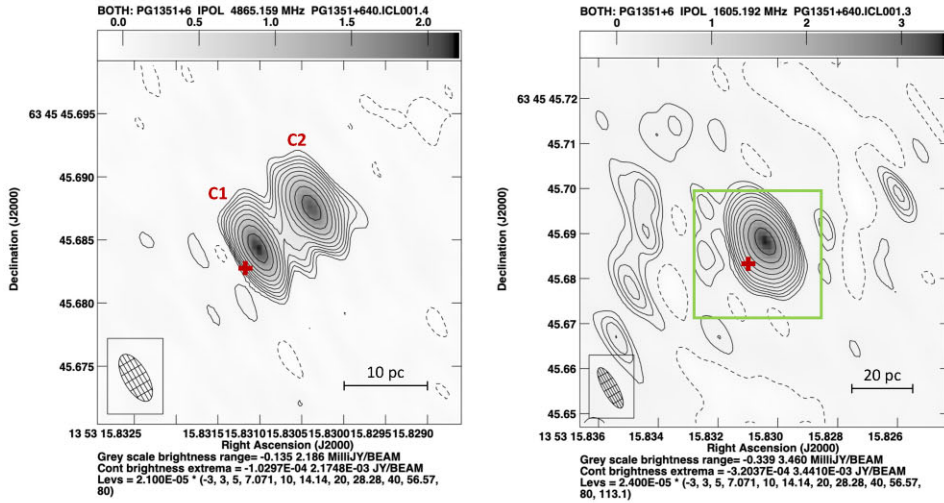 BOTH: PG1351+6 IPOL 4865.159 MHz PG1351+640.ICL001.4
0.0 0.5 1.0 1.5 2.0
C2
C1
63 45 45.695
45.690
45.685
45.680
45.675
Declination (J2000)
10 pc
13 53 15.8325 15.8315 15.8310 15.8305 15.8300 15.8295 15.8290
Right Ascension (J2000)
Grey scale brightness range= -0.135 2.186 MilliJY/BEAM
Cont brightness extrema = -1.0297E-04 2.1748E-03 JY/BEAM
Levs = 2.100E-05 * (-3, 3, 5, 7.071, 10, 14.14, 20, 28.28, 40, 56.57,
80)
BOTH: PG1351+6 IPOL 1605.192 MHz PG1351+640.ICL001.3
0 1 2 3
63 45 45.72
45.71
45.70
45.69
45.68
45.67
45.66
45.65
Declination (J2000)
20 pc
13 53 15.836 15.834 15.832 15.830 15.828 15.826
Right Ascension (J2000)
Grey scale brightness range= -0.339 3.460 MilliJY/BEAM
Cont brightness extrema = -3.2037E-04 3.4410E-03 JY/BEAM
Levs = 2.400E-05 * (-3, 3, 5, 7.071, 10, 14.14, 20, 28.28, 40, 56.57,
80, 113.1)